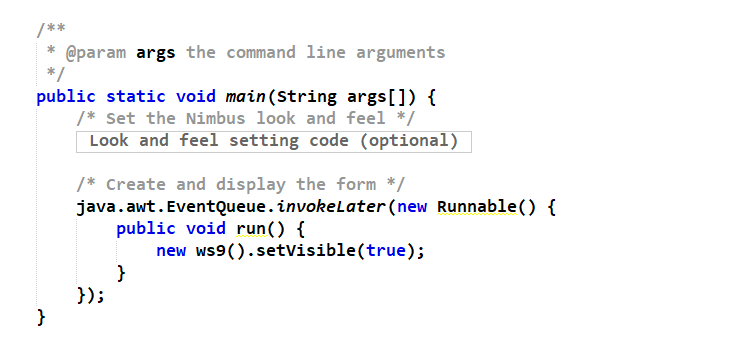 /**
 * @param args the command line arguments
 */
public static void main(String args[]) {
    /* Set the Nimbus look and feel */
    Look and feel setting code (optional)
    /* Create and display the form */
    java.awt.EventQueue.invokeLater(new Runnable() {
        public void run() {
            new ws9().setVisible(true);
        }
    });
}